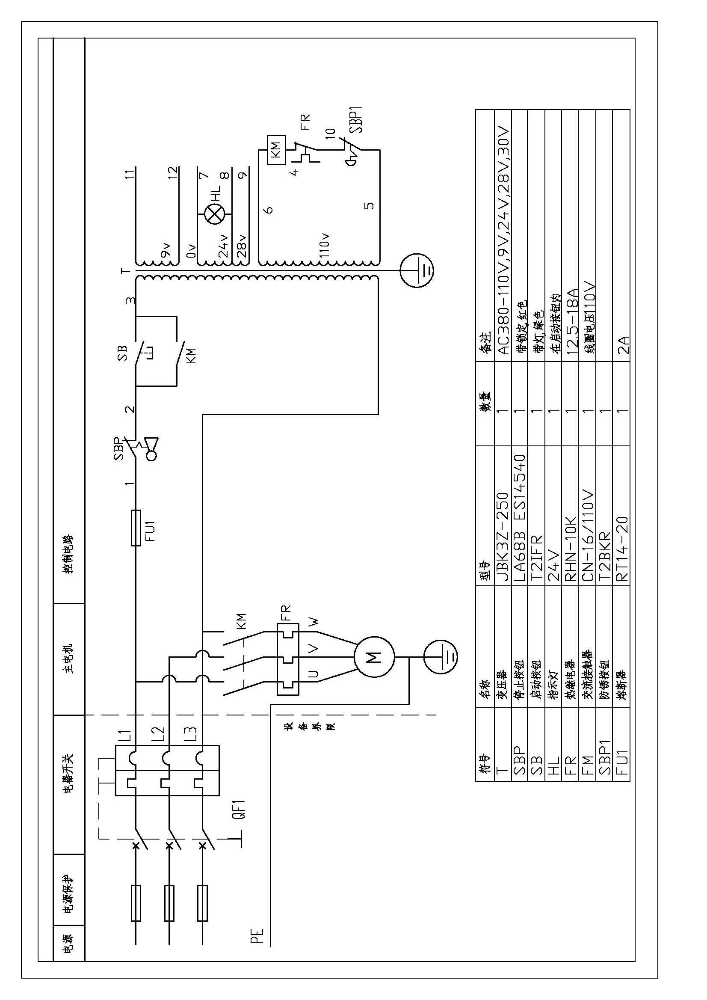 电源
电源保护
电器开关
主电机
控制电路
L1
L2
L3
QF1
PE
设备界限
KM
FR
U
V
W
M
FU1
1
SBP
2
SB
KM
3
T
9v
11
12
0v
24v
28v
HL
7
8
9
110v
6
5
KM
4
FR
10
SBP1
符号 名称 型号 数量 备注
T 变压器 JBK3Z-250 1 AC380-110V,9V,24V,28V,30V
SBP 停止按钮 LA68B ES14540 1 带锁定,红色
SB 启动按钮 T2IFR 1 带灯,绿色
HL 指示灯 24V 1 在启动按钮内
FR 热继电器 RHN-10K 1 12.5-18A
FM 交流接触器 CN-16/110V 1 线圈电压110V
SBP1 防锈按钮 T2BKR 1
FU1 熔断器 RT14-20 1 2A